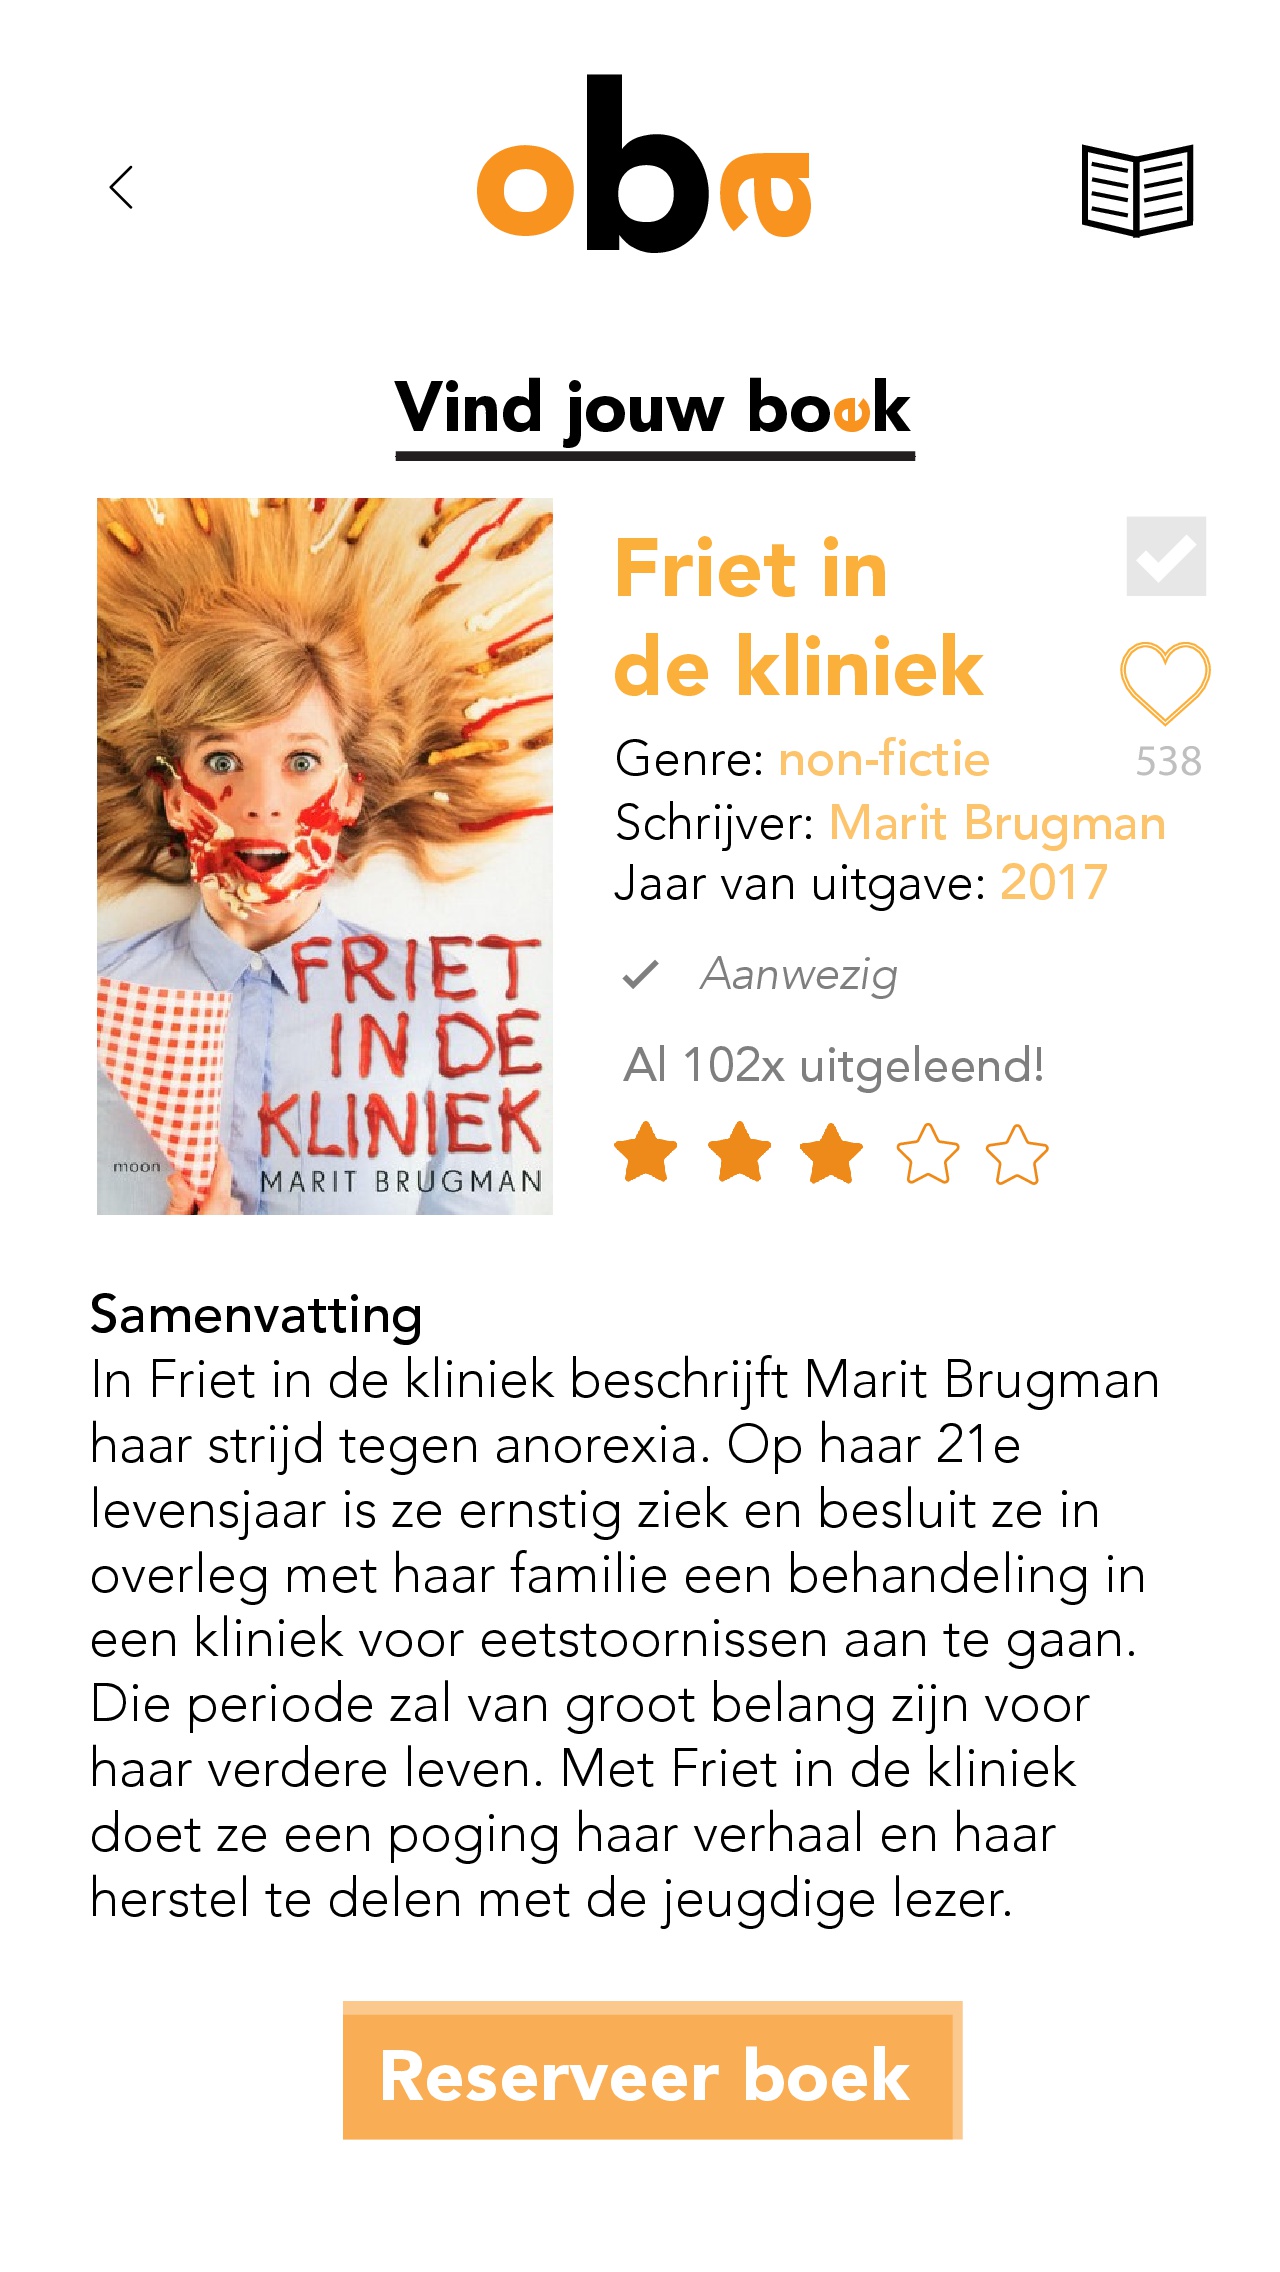 oba
Vind jouw boek
FRIET
IN DE
KLINIEK
moon
MARIT BRUGMAN
Friet in
de kliniek
538
Genre: non-fictie
Schrijver: Marit Brugman
Jaar van uitgave: 2017
Aanwezig
Al 102x uitgeleend!
Samenvatting
In Friet in de kliniek beschrijft Marit Brugman
haar strijd tegen anorexia. Op haar 21e
levensjaar is ze ernstig ziek en besluit ze in
overleg met haar familie een behandeling in
een kliniek voor eetstoornissen aan te gaan.
Die periode zal van groot belang zijn voor
haar verdere leven. Met Friet in de kliniek
doet ze een poging haar verhaal en haar
herstel te delen met de jeugdige lezer.
Reserveer boek